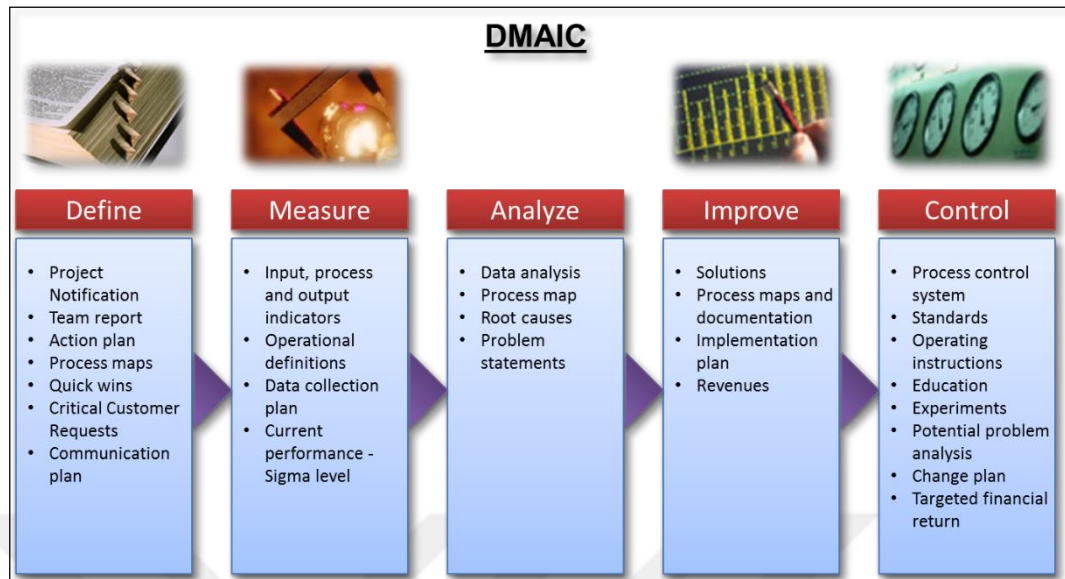 DMAIC
Define
• Project
Notification
• Team report
• Action plan
• Process maps
• Quick wins
• Critical Customer
Requests
• Communication
plan
Measure
• Input, process
and output
indicators
• Operational
definitions
• Data collection
plan
• Current
performance -
Sigma level
Analyze
• Data analysis
• Process map
• Root causes
• Problem
statements
Improve
• Solutions
• Process maps and
documentation
• Implementation
plan
• Revenues
Control
• Process control
system
• Standards
• Operating
instructions
• Education
• Experiments
• Potential problem
analysis
• Change plan
• Targeted financial
return